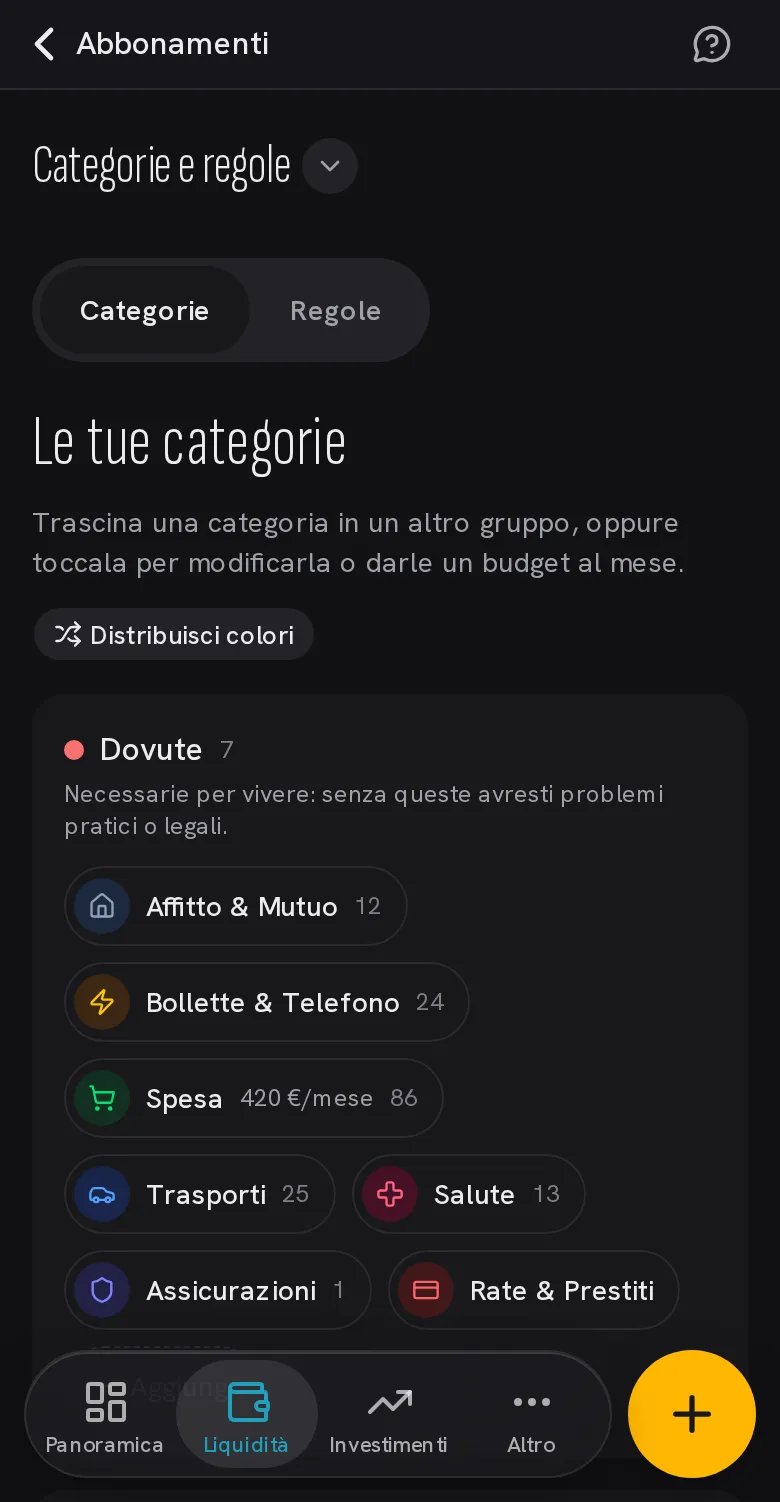 Abbonamenti
Categorie e regole
Categorie Regole
Le tue categorie
Trascina una categoria in un altro gruppo, oppure
toccala per modificarla o darle un budget al mese.
Distribuisci colori
Dovute 7
Necessarie per vivere: senza queste avresti problemi
pratici o legali.
Affitto & Mutuo 12
Bollette & Telefono 24
Spesa 420 €/mese 86
Trasporti 25 Salute 13
Assicurazioni 1 Rate & Prestiti
Panoramica Liquidità Investimenti Altro